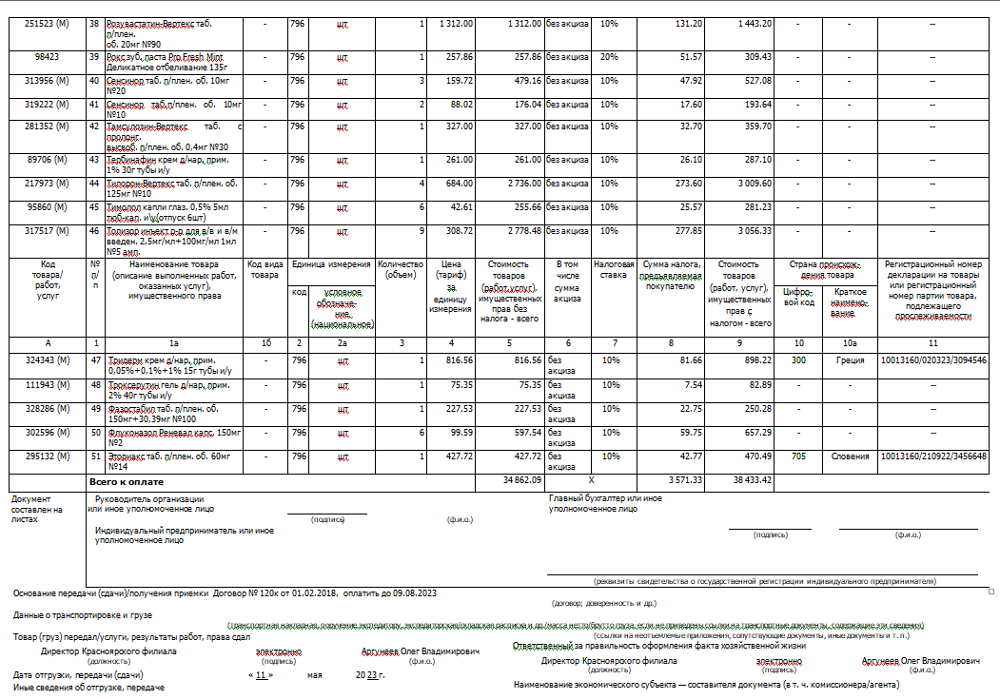 251523 (М) 38 Розувастатин-Вертекс таб. - 796 шт 1 1 312.00 1 312.00 без акциза 10% 131.20 1 443.20 - - --
п/плен.
об. 20мг №90
98423 39 Рокс зуб, паста Pro Fresh Mint - 796 шт 1 257.86 257.86 без акциза 20% 51.57 309.43 - - --
Деликатное отбеливание 135г
313956 (М) 40 Сенсинор таб. п/плен. об. 10мг - 796 шт 3 159.72 479.16 без акциза 10% 47.92 527.08 - - --
№20
319222 (М) 41 Сенсинор таб.п/плен. об. 10мг - 796 шт 2 88.02 176.04 без акциза 10% 17.60 193.64 - - --
№10
281352 (М) 42 Тамсулозин-Вертекс таб. с - 796 шт 1 327.00 327.00 без акциза 10% 32.70 359.70 - - --
пролонг.
высвоб. п/плен. об. 0,4мг №30
89706 (М) 43 Тербинафин крем д/нар, прим. - 796 шт 1 261.00 261.00 без акциза 10% 26.10 287.10 - - --
1% 30г тубы и/у
217973 (М) 44 Тилорон-Вертекс таб. п/плен. об. - 796 шт 4 684.00 2 736.00 без акциза 10% 273.60 3 009.60 - - --
125мг №10
95860 (М) 45 Тимолол капли глаз. 0,5% 5мл - 796 шт 6 42.61 255.66 без акциза 10% 25.57 281.23 - - --
тюб-кап. и\у(отпуск 6шт)
317517 (М) 46 Толизор инъект р-р для в/в и в/м - 796 шт 9 308.72 2 778.48 без акциза 10% 277.85 3 056.33 - - --
введен. 2,5мг/мл+100мг/мл 1мл
№5 амп.
Код товара/ работ, услуг
№ п/п
Наименование товара (описание выполненных работ, оказанных услуг), имущественного права
Код вида товара
Единица измерения
код
условное обозначе-ние (национальное)
Количество (объем)
Цена (тариф) за единицу измерения
Стоимость товаров (работ,услуг), имущественных прав без налога - всего
В том числе сумма акциза
Налоговая ставка
Сумма налога, предъявляемая покупателю
Стоимость товаров (работ, услуг), имущественных прав с налогом - всего
Страна происхож-дения товара
Цифро-вой код
Краткое наимено-вание
Регистрационный номер декларации на товары или регистрационный номер партии товара, подлежащего прослеживаемости
А 1 1а 1б 2 2а 3 4 5 6 7 8 9 10 10а 11
324343 (М) 47 Тридерм крем д/нар, прим. - 796 шт 1 816.56 816.56 без 10% 81.66 898.22 300 Греция 10013160/020323/3094546
0,05%+0,1%+1% 15г тубы и/у акциза
111943 (М) 48 Троксерутин гель д/нар, прим. - 796 шт 1 75.35 75.35 без 10% 7.54 82.89 - - --
2% 40г тубы и/у акциза
328286 (М) 49 Фазостабил таб. п/плен. об. - 796 шт 1 227.53 227.53 без 10% 22.75 250.28 - - --
150мг+30,39мг №100 акциза
302596 (М) 50 Флуконазол Реневал капс. 150мг - 796 шт 6 99.59 597.54 без 10% 59.75 657.29 - - --
№2 акциза
295132 (М) 51 Эториакс таб. п/плен. об. 60мг - 796 шт 1 427.72 427.72 без 10% 42.77 470.49 705 Словения 10013160/210922/3456648
№14 акциза
Всего к оплате 34 862.09 X 3 571.33 38 433.42
Документ составлен на листах
Руководитель организации
или иное уполномоченное лицо
(подпись) (ф.и.о.)
Главный бухгалтер или иное
уполномоченное лицо
(подпись) (ф.и.о.)
Индивидуальный предприниматель или иное
уполномоченное лицо
(реквизиты свидетельства о государственной регистрации индивидуального предпринимателя)
Основание передачи (сдачи)/получения приемки Договор № 120к от 01.02.2018, оплатить до 09.08.2023
(договор; доверенность и др.)
Данные о транспортировке и грузе
(транспортная накладная, поручение экспедитору, экспедиторская/складская расписка и др./масса нетто/брутто груза, если не приведены ссылки на транспортные документы, содержащие эти сведения)
Товар (груз) передал/услуги, результаты работ, права сдал (ссылки на неотъемлемые приложения, сопутствующие документы, иные документы и т. п.)
Ответственный за правильность оформления факта хозяйственной жизни
Директор Красноярского филиала электронно Аргунеев Олег Владимирович
(должность) (подпись) (ф.и.о.)
Директор Красноярского филиала электронно Аргунеев Олег Владимирович
(должность) (подпись) (ф.и.о.)
Дата отгрузки, передачи (сдачи) « 11 » мая 20 23 г.
Иные сведения об отгрузке, передаче
Наименование экономического субъекта — составителя документа (в т. ч. комиссионера/агента)